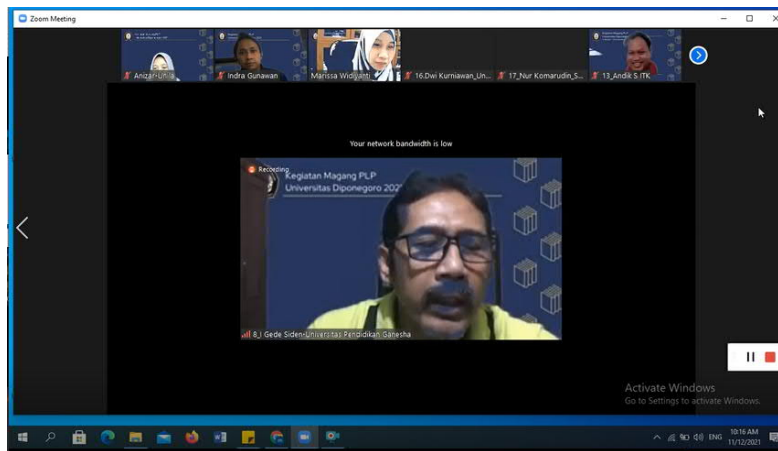 Zoom Meeting
Anizar-Unila
Indra Gunawan
Marissa Widiyanti
16.Dwi Kurniawan_Un...
17_Nur Komarudin_S...
13_Andik S.ITK
Your network bandwidth is low
Recording
Kegiatan Magang PLP
Universitas Diponegoro 202
8_I Gede Siden-Universitas Pendidikan Ganesha
Activate Windows
Go to Settings to activate Windows.
ENG
10:16 AM
11/12/2021